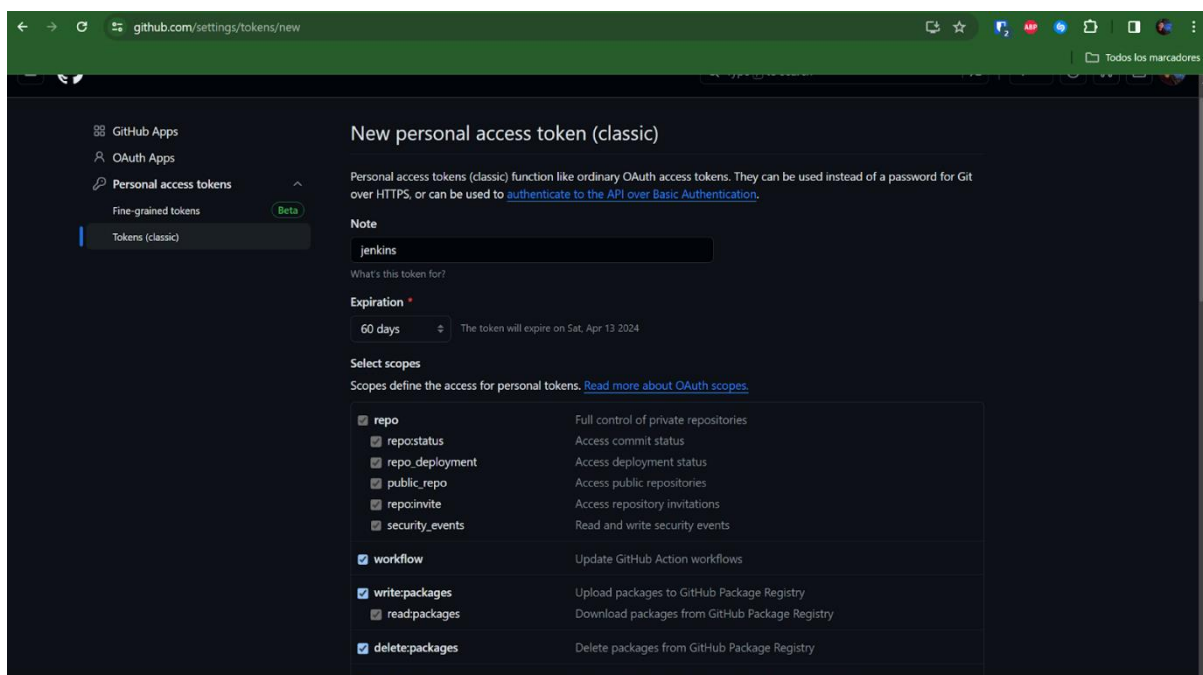 github.com/settings/tokens/new
2
ABP
Todos los marcadores
GitHub Apps
OAuth Apps
Personal access tokens
Fine-grained tokens Beta
Tokens (classic)
New personal access token (classic)
Personal access tokens (classic) function like ordinary OAuth access tokens. They can be used instead of a password for Git
over HTTPS, or can be used to authenticate to the API over Basic Authentication.
Note
jenkins
What's this token for?
Expiration *
60 days The token will expire on Sat, Apr 13 2024
Select scopes
Scopes define the access for personal tokens. Read more about OAuth scopes.
repo Full control of private repositories
repo:status Access commit status
repo_deployment Access deployment status
public_repo Access public repositories
repo:invite Access repository invitations
security_events Read and write security events
workflow Update GitHub Action workflows
write:packages Upload packages to GitHub Package Registry
read:packages Download packages from GitHub Package Registry
delete:packages Delete packages from GitHub Package Registry